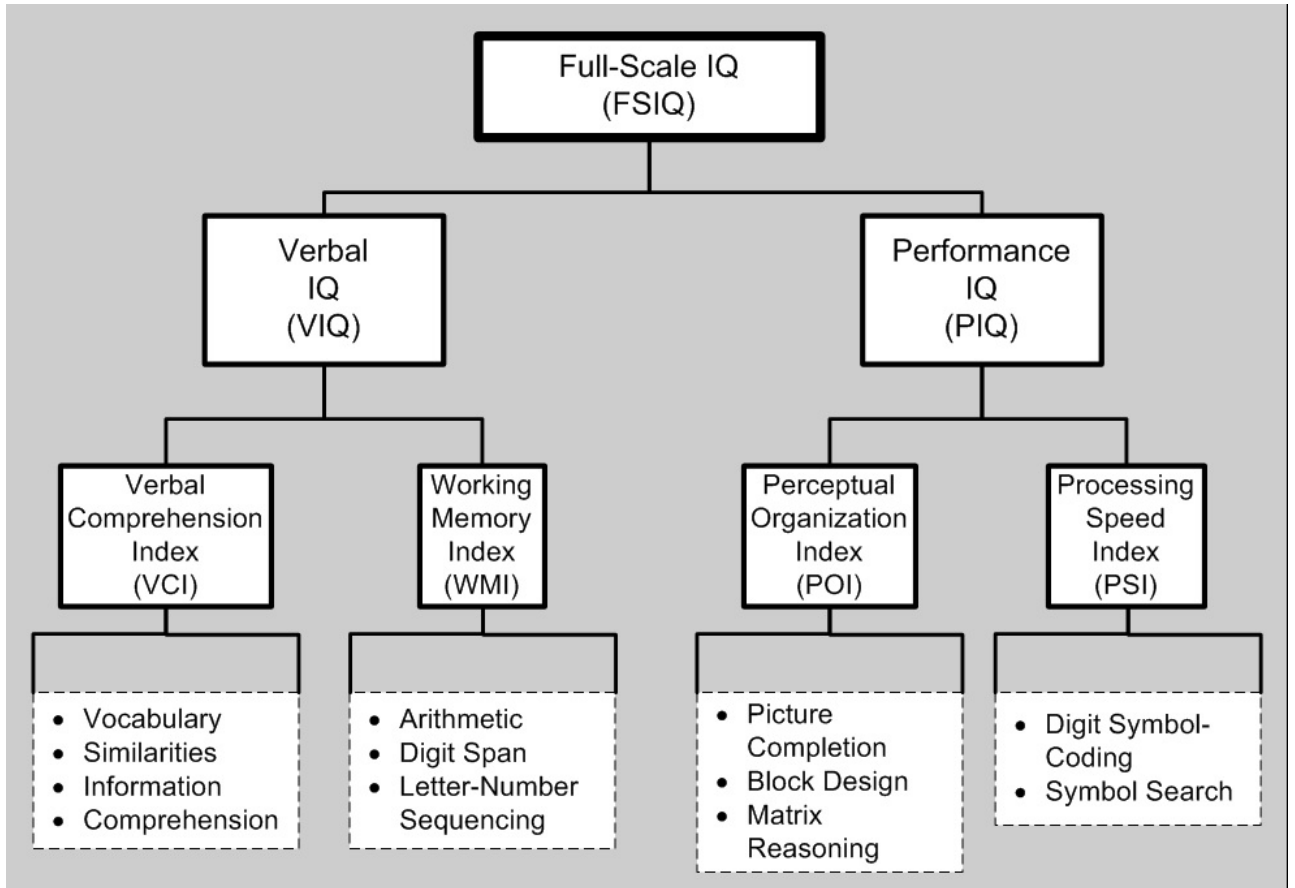 Full-Scale IQ
(FSIQ)
Verbal
IQ
(VIQ)
Performance
IQ
(PIQ)
Verbal
Comprehension
Index
(VCI)
Working
Memory
Index
(WMI)
Perceptual
Organization
Index
(POI)
Processing
Speed
Index
(PSI)
• Vocabulary
• Similarities
• Information
• Comprehension
• Arithmetic
• Digit Span
• Letter-Number
Sequencing
• Picture
Completion
• Block Design
• Matrix
Reasoning
• Digit Symbol-
Coding
• Symbol Search